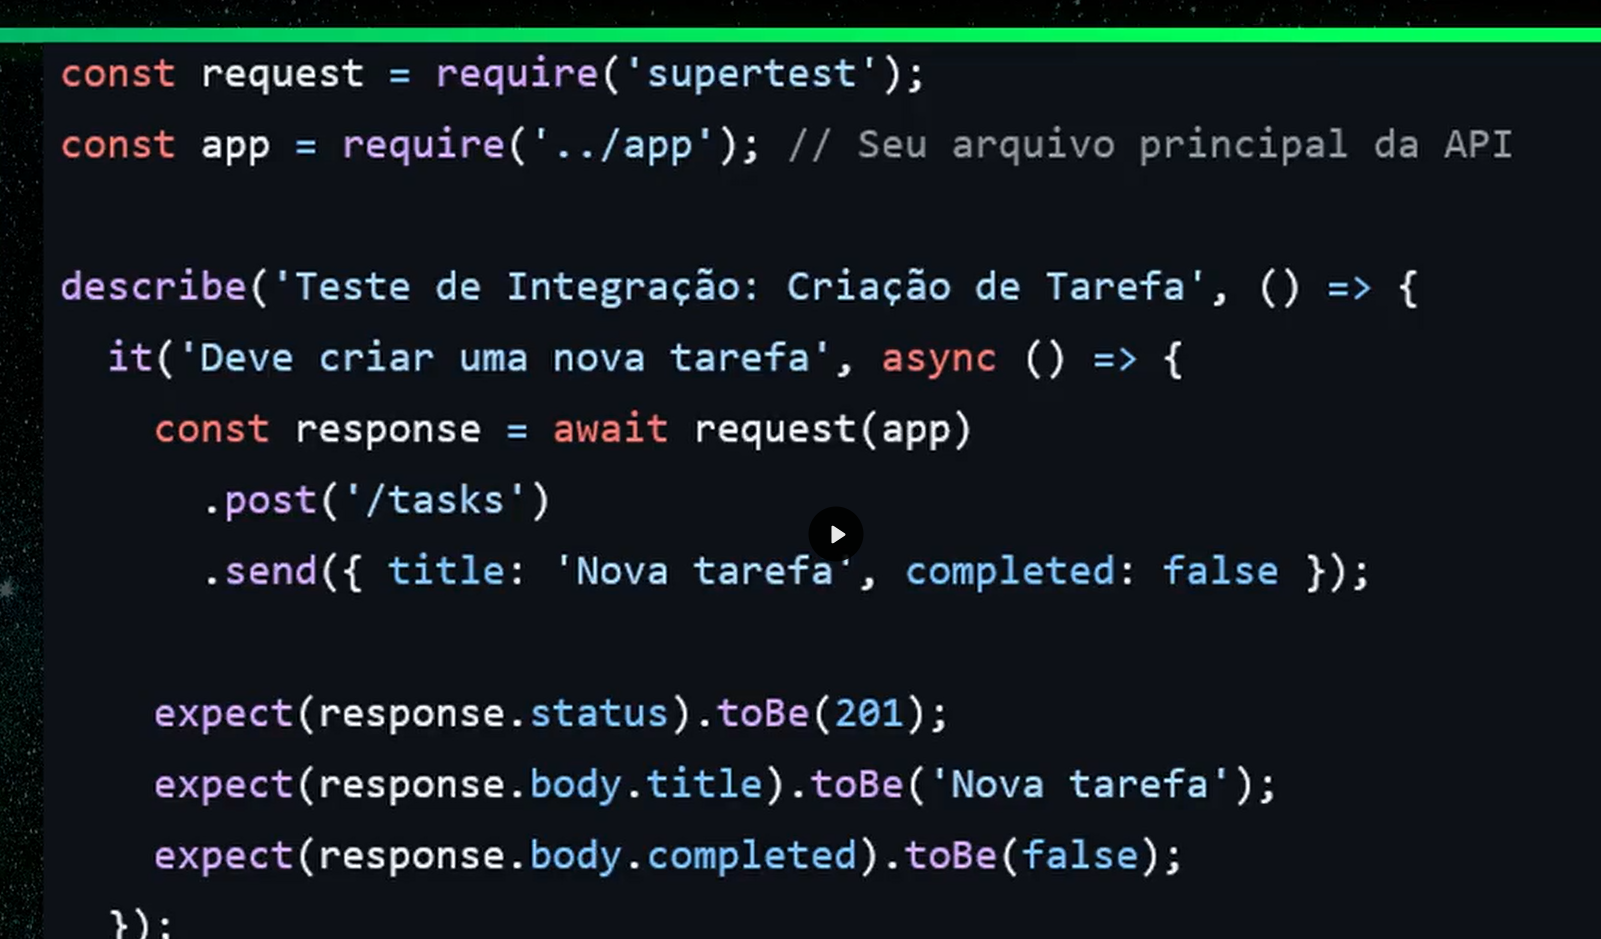 const request = require('supertest');
const app = require('../app'); // Seu arquivo principal da API
describe('Teste de Integração: Criação de Tarefa', () => {
it('Deve criar uma nova tarefa', async () => {
const response = await request(app)
.post('/tasks')
.send({ title: 'Nova tarefa', completed: false });
expect(response.status).toBe(201);
expect(response.body.title).toBe('Nova tarefa');
expect(response.body.completed).toBe(false);
});